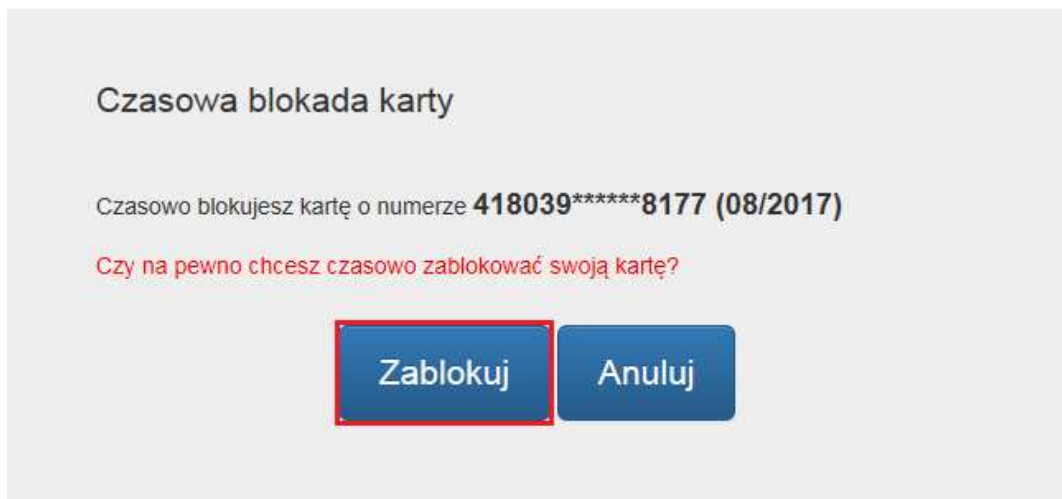 Czasowa blokada karty
Czasowo blokujesz kartę o numerze 418039******8177 (08/2017)
Czy na pewno chcesz czasowo zablokować swoją kartę?
Zablokuj Anuluj